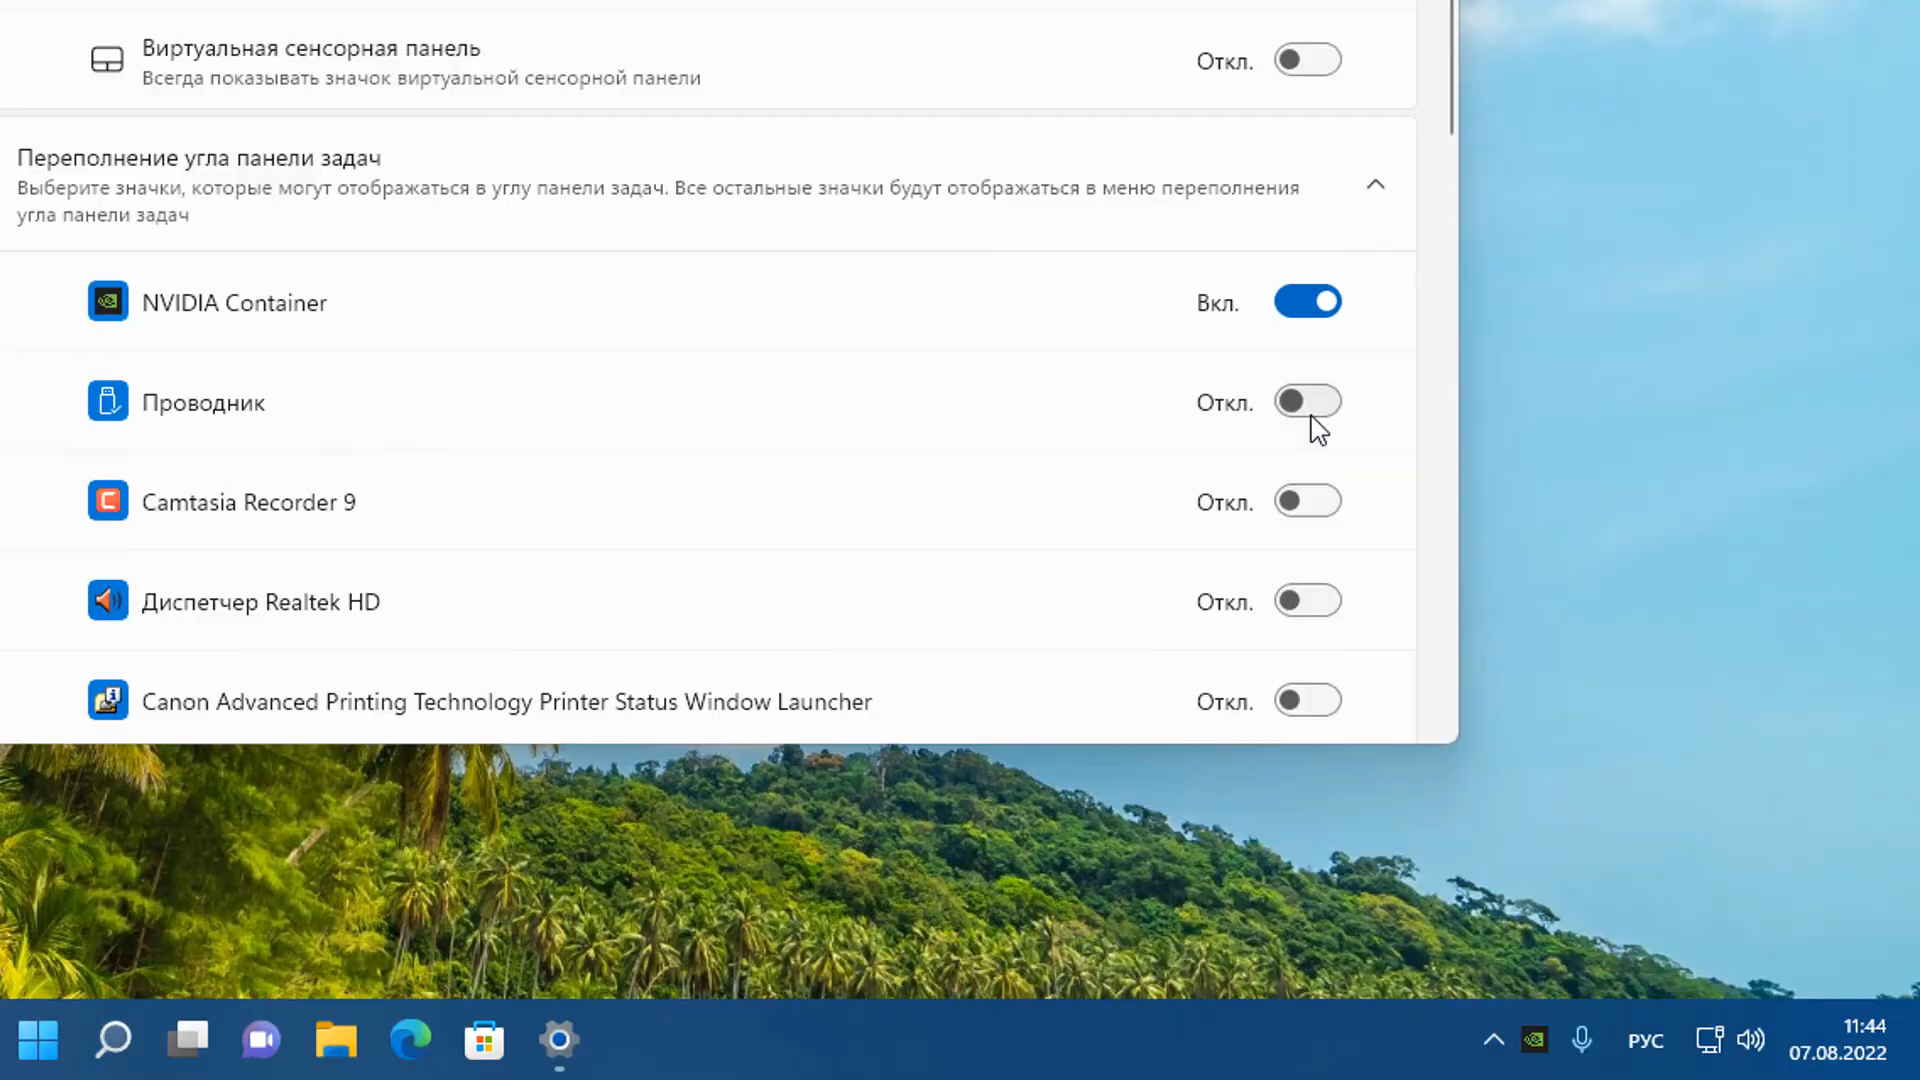 Виртуальная сенсорная панель
Всегда показывать значок виртуальной сенсорной панели
Откл.
Переполнение угла панели задач
Выберите значки, которые могут отображаться в углу панели задач. Все остальные значки будут отображаться в меню переполнения
угла панели задач
NVIDIA Container
Вкл.
Проводник
Откл.
Camtasia Recorder 9
Откл.
Диспетчер Realtek HD
Откл.
Canon Advanced Printing Technology Printer Status Window Launcher
Откл.
РУС
11:44
07.08.2022